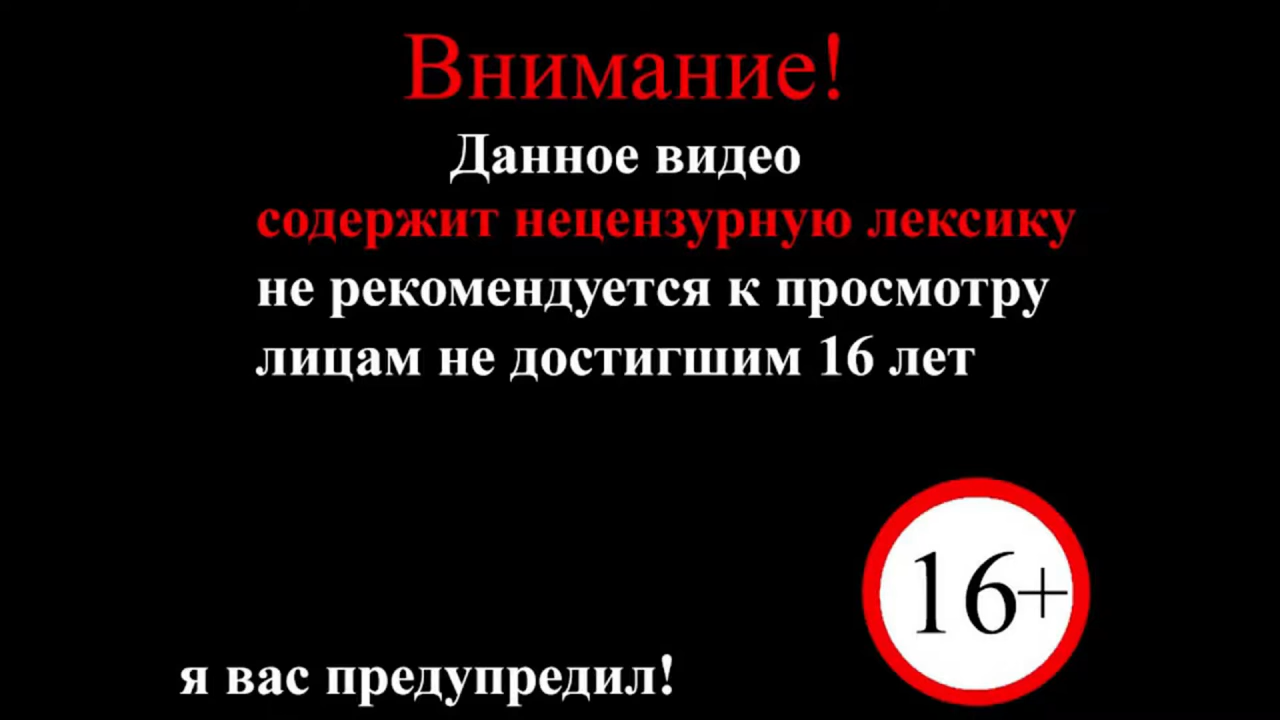 Внимание!
Данное видео
содержит нецензурную лексику
не рекомендуется к просмотру
лицам не достигшим 16 лет
16+
я вас предупредил!